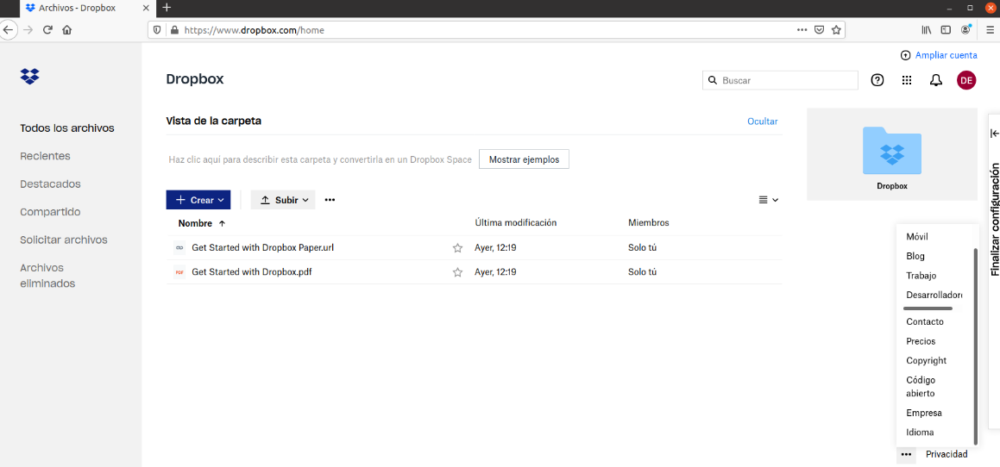 Archivos - Dropbox
https://www.dropbox.com/home
Ampliar cuenta
Dropbox
Buscar
DE
Vista de la carpeta
Ocultar
Haz clic aquí para describir esta carpeta y convertirla en un Dropbox Space
Mostrar ejemplos
Dropbox
Todos los archivos
Recientes
Destacados
Compartido
Solicitar archivos
Archivos
eliminados
Crear
Subir
Nombre
Última modificación
Miembros
Get Started with Dropbox Paper.url
Ayer, 12:19
Solo tú
PDF
Get Started with Dropbox.pdf
Ayer, 12:19
Solo tú
Finalizar configuración
Móvil
Blog
Trabajo
Desarrollador
Contacto
Precios
Copyright
Código
abierto
Empresa
Idioma
Privacidad